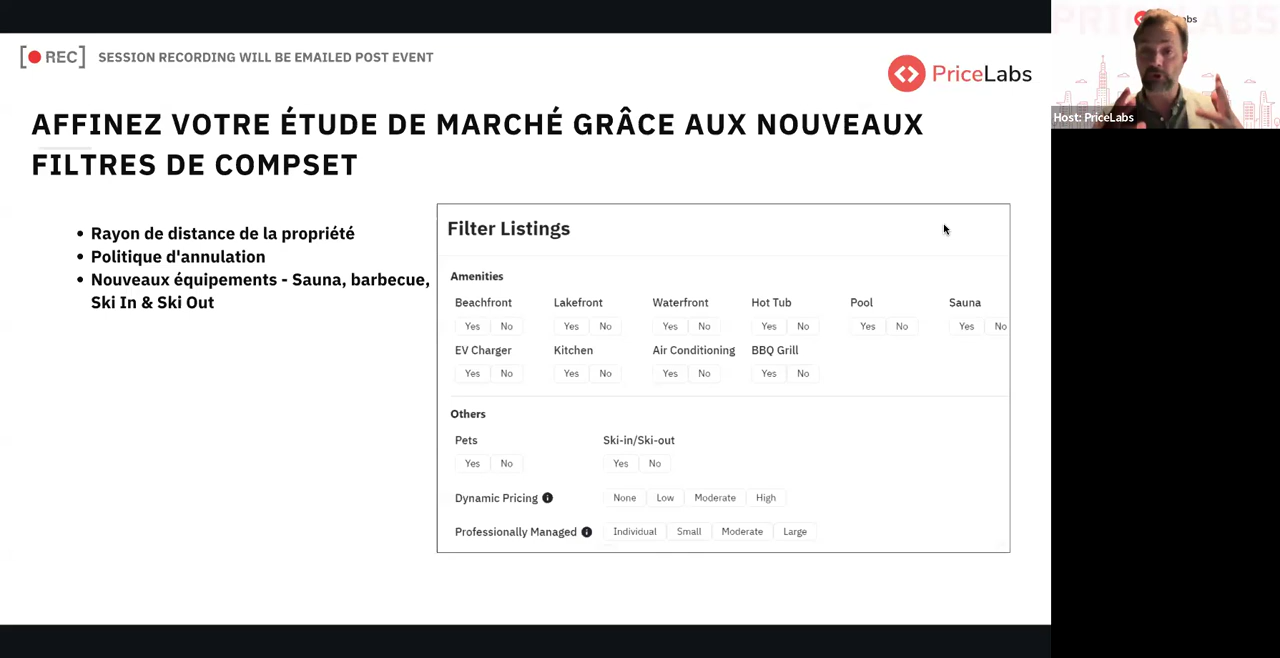 [REC] SESSION RECORDING WILL BE EMAILED POST EVENT
PriceLabs
AFFINEZ VOTRE ÉTUDE DE MARCHÉ GRÂCE AUX NOUVEAUX
FILTRES DE COMPSET
• Rayon de distance de la propriété
• Politique d'annulation
• Nouveaux équipements - Sauna, barbecue,
Ski In & Ski Out
Filter Listings
Amenities
Beachfront Lakefront Waterfront Hot Tub Pool Sauna
Yes No Yes No Yes No Yes No Yes No Yes No
EV Charger Kitchen Air Conditioning BBQ Grill
Yes No Yes No Yes No Yes No
Others
Pets Ski-in/Ski-out
Yes No Yes No
Dynamic Pricing None Low Moderate High
Professionally Managed Individual Small Moderate Large
Host: PriceLabs